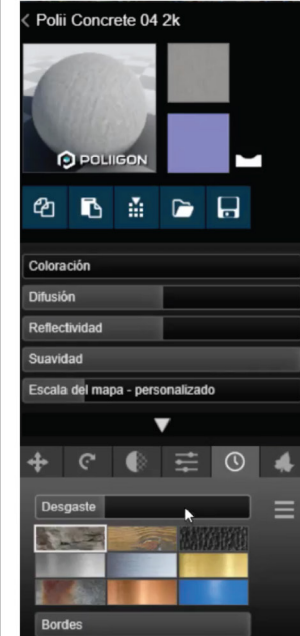 Polii Concrete 04 2k
POLIIGON
Coloración
Difusión
Reflectividad
Suavidad
Escala del mapa - personalizado
Desgaste
Bordes